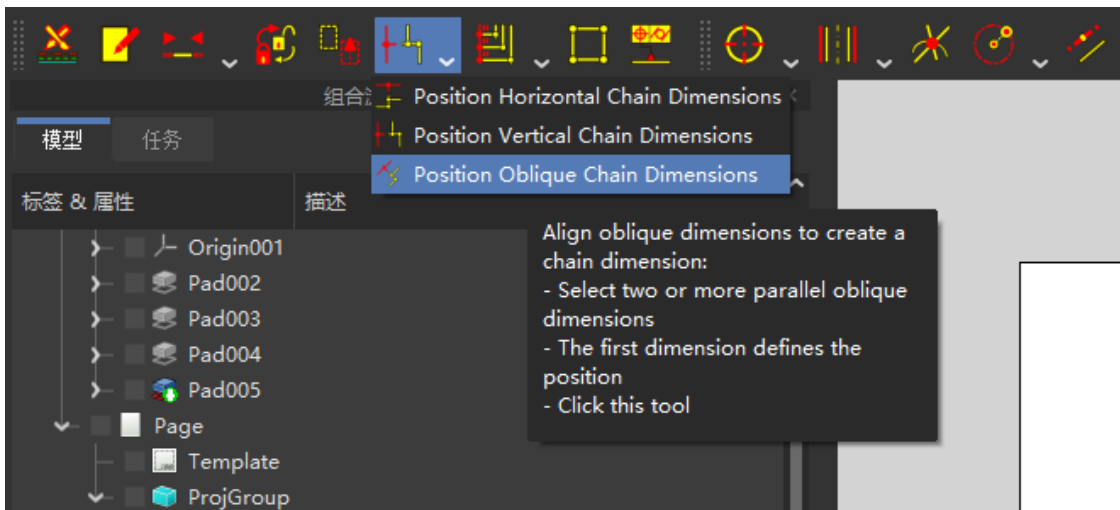 组合
Position Horizontal Chain Dimensions
模型
任务
Position Vertical Chain Dimensions
Position Oblique Chain Dimensions
标签 & 属性
描述
Origin001
Pad002
Pad003
Pad004
Pad005
Page
Template
ProjGroup
Align oblique dimensions to create a
chain dimension:
- Select two or more parallel oblique
dimensions
- The first dimension defines the
position
- Click this tool